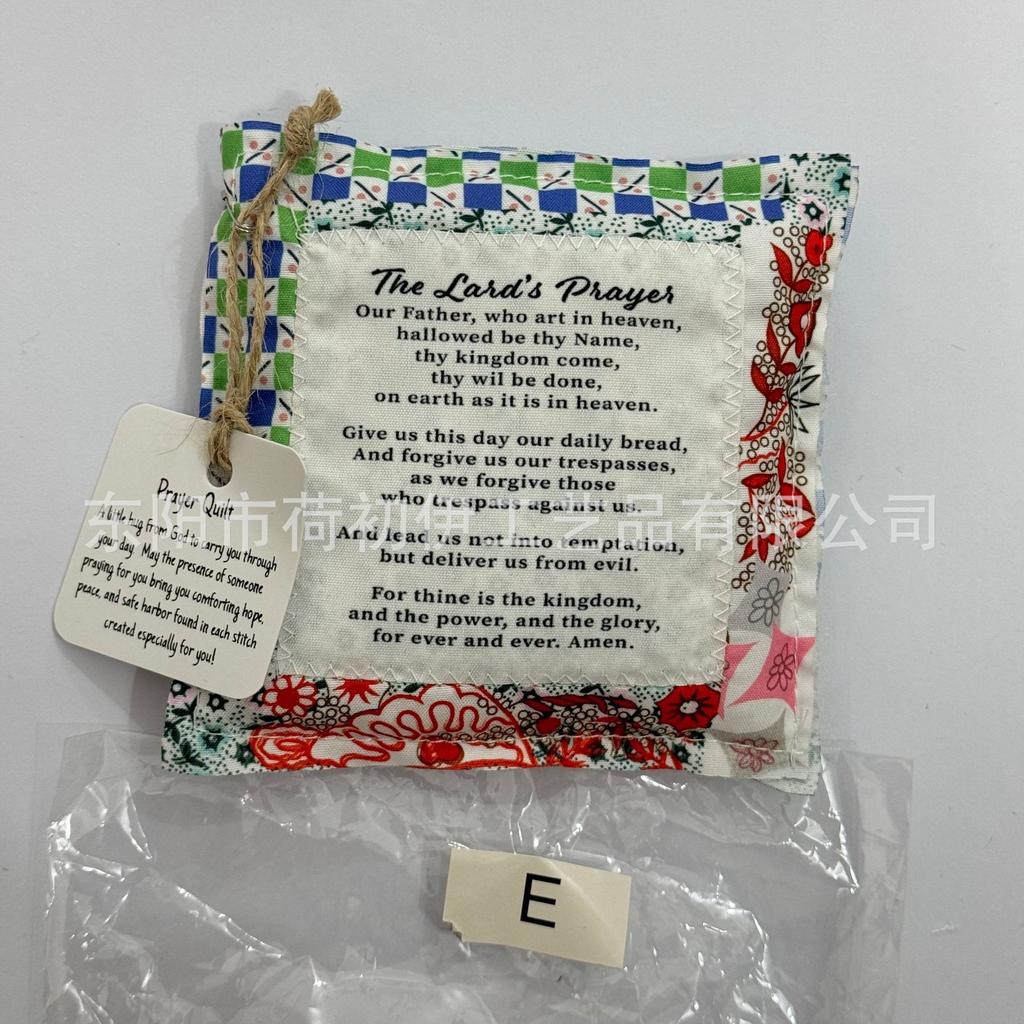 The Lard's Prayer
Our Father, who art in heaven,
hallowed be thy Name,
thy kingdom come,
thy wil be done,
on earth as it is in heaven.
Give us this day our daily bread,
And forgive us our trespasses,
as we forgive those
who trespass against us.
And lead us not into temptation,
but deliver us from evil.
For thine is the kingdom,
and the power, and the glory,
for ever and ever. Amen.
Prayer Quilt
A little hug from God to carry you through
your day. May the presence of someone
praying for you bring you comforting hope,
peace, and safe harbor found in each stitch
created especially for you!
东阳市荷初伊工艺品有限公司
E